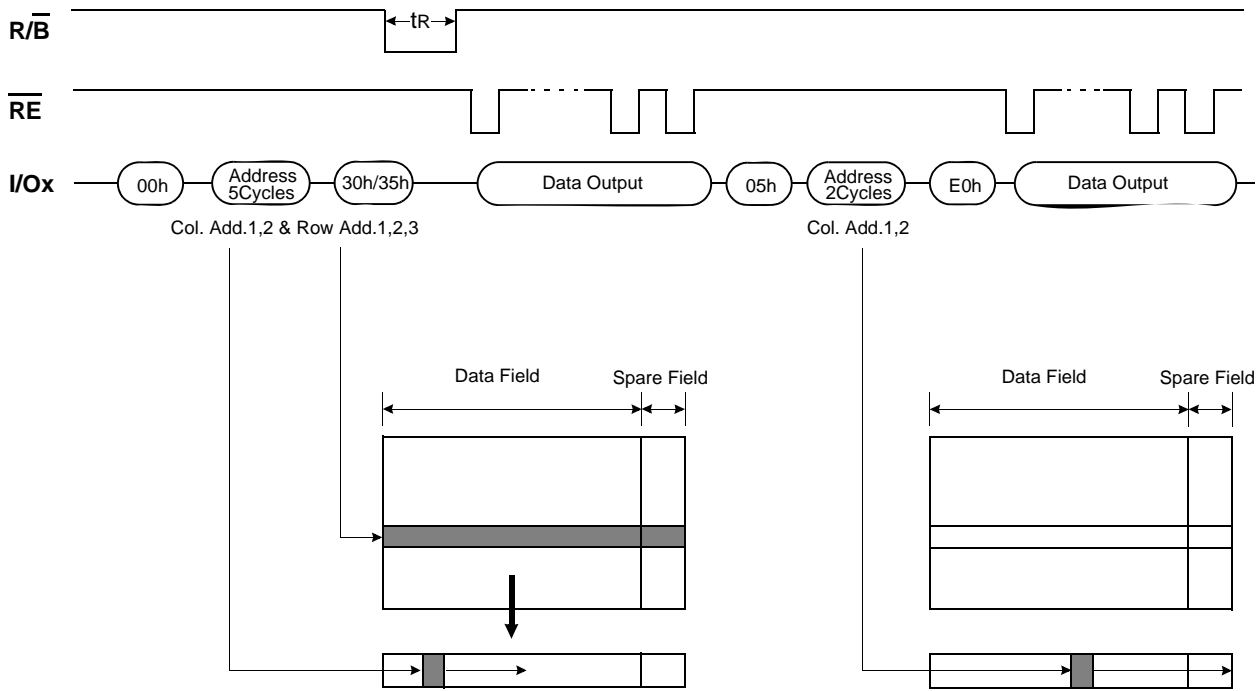 R/B̅
tR
R̅E̅
I/Ox
00h
Address
5Cycles
30h/35h
Data Output
05h
Address
2Cycles
E0h
Data Output
Col. Add.1,2 & Row Add.1,2,3
Col. Add.1,2
Data Field
Spare Field
Data Field
Spare Field